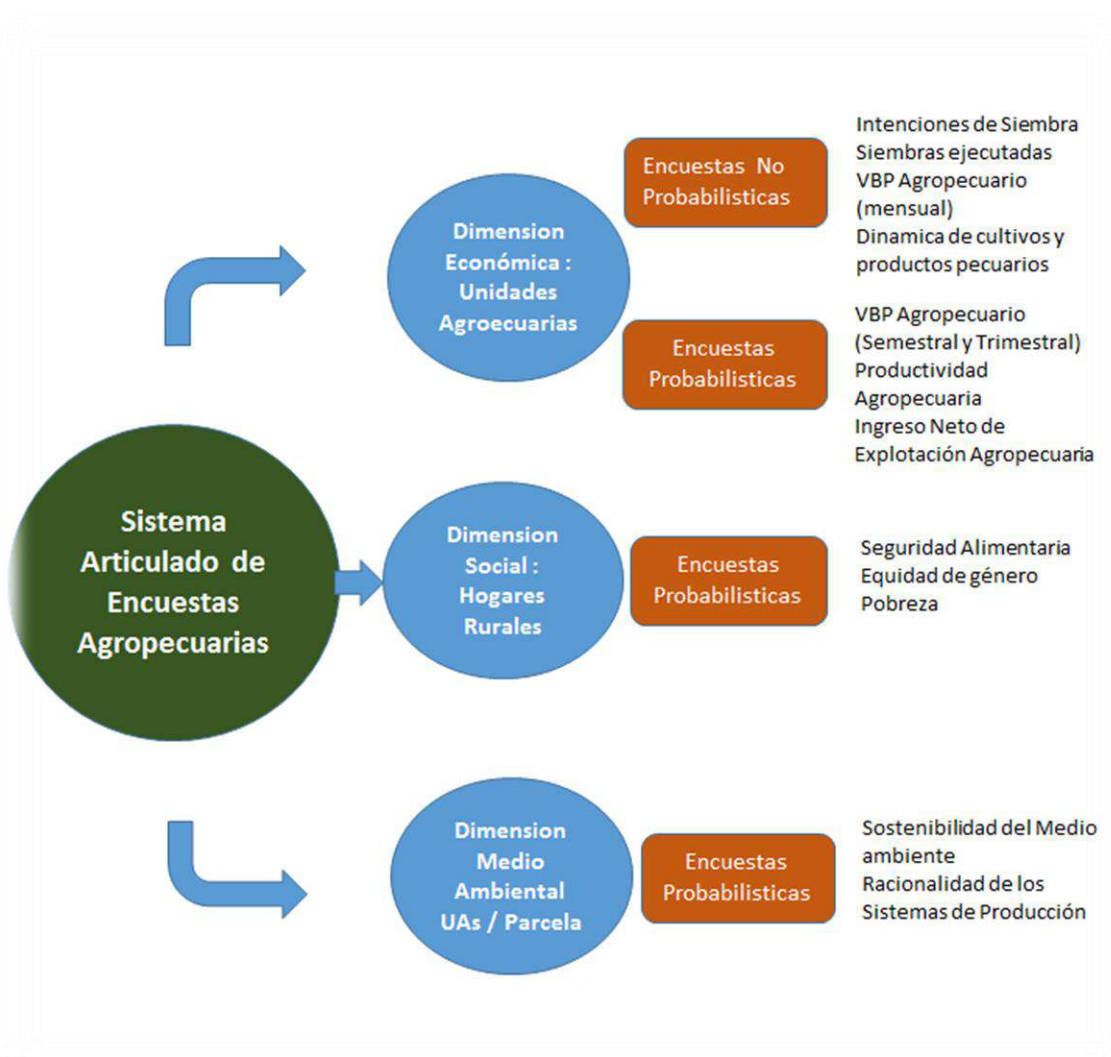 Sistema
Articulado de
Encuestas
Agropecuarias
Dimension
Económica :
Unidades
Agroecuarias
Encuestas No
Probabilisticas
Intenciones de Siembra
Siembras ejecutadas
VBP Agropecuario
(mensual)
Dinamica de cultivos y
productos pecuarios
Encuestas
Probabilisticas
VBP Agropecuario
(Semestral y Trimestral)
Productividad
Agropecuaria
Ingreso Neto de
Explotación Agropecuaria
Dimension
Social :
Hogares
Rurales
Encuestas
Probabilisticas
Seguridad Alimentaria
Equidad de género
Pobreza
Dimension
Medio
Ambiental
UAs / Parcela
Encuestas
Probabilisticas
Sostenibilidad del Medio
ambiente
Racionalidad de los
Sistemas de Producción